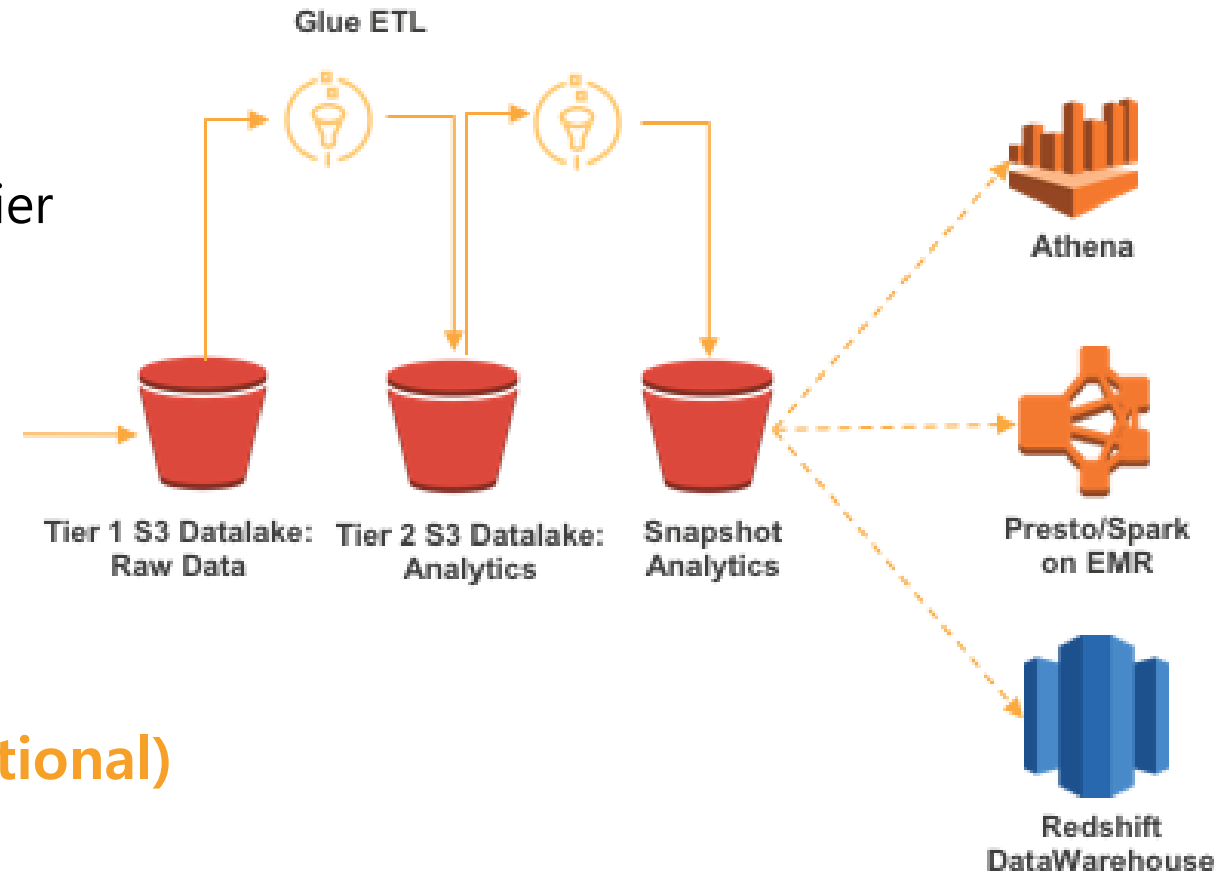 Glue ETL
ier
Athena
Tier 1 S3 Datalake:
Raw Data
Tier 2 S3 Datalake:
Analytics
Snapshot
Analytics
Presto/Spark
on EMR
tional)
Redshift
DataWarehouse